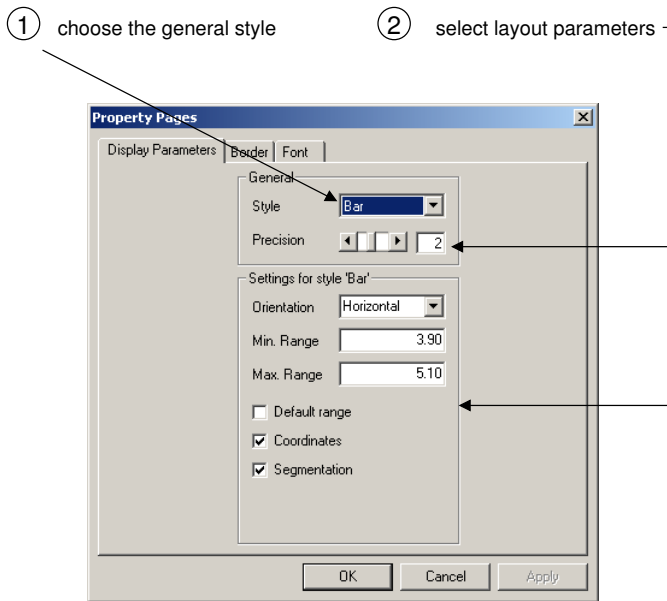 1 choose the general style
2 select layout parameters
Property Pages
Display Parameters Border Font
General
Style Bar
Precision 2
Settings for style 'Bar'
Orientation Horizontal
Min. Range 3.90
Max. Range 5.10
Default range
Coordinates
Segmentation
OK Cancel Apply